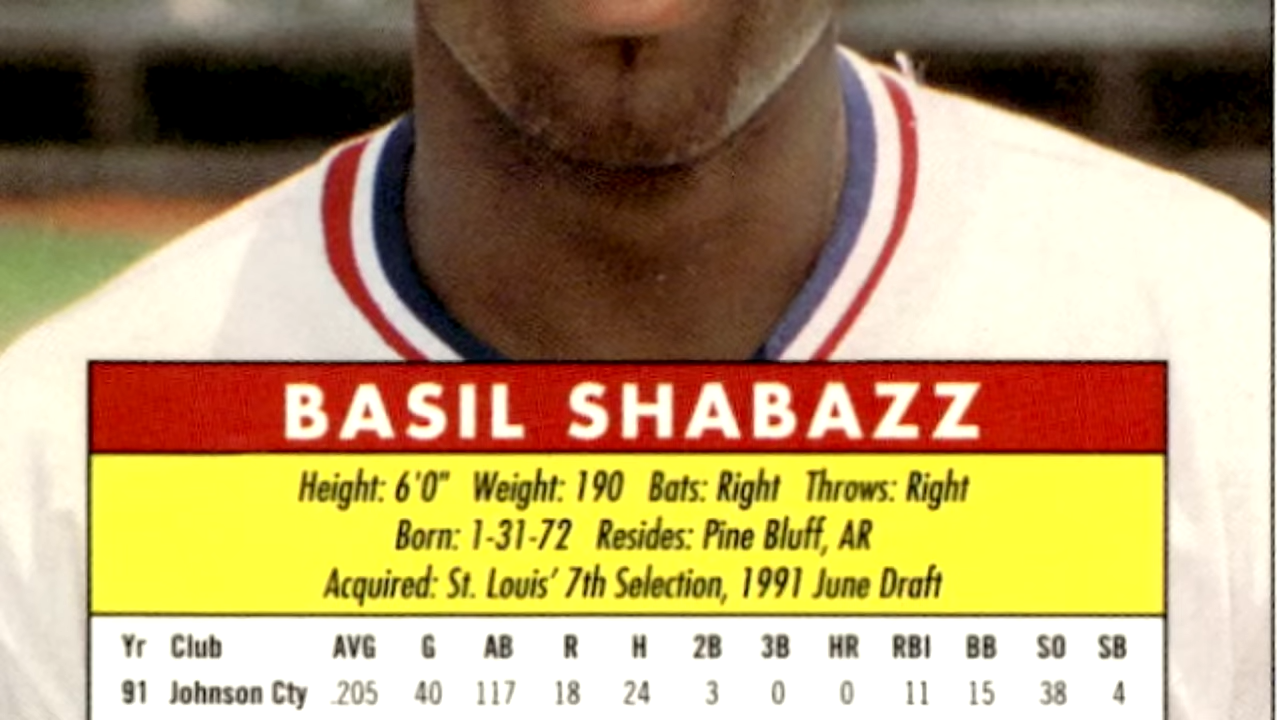 BASIL SHABAZZ
Height: 6'0" Weight: 190 Bats: Right Throws: Right
Born: 1-31-72 Resides: Pine Bluff, AR
Acquired: St. Louis' 7th Selection, 1991 June Draft
Yr Club AVG G AB R H 2B 3B HR RBI BB SO SB
91 Johnson Cty .205 40 117 18 24 3 0 0 11 15 38 4